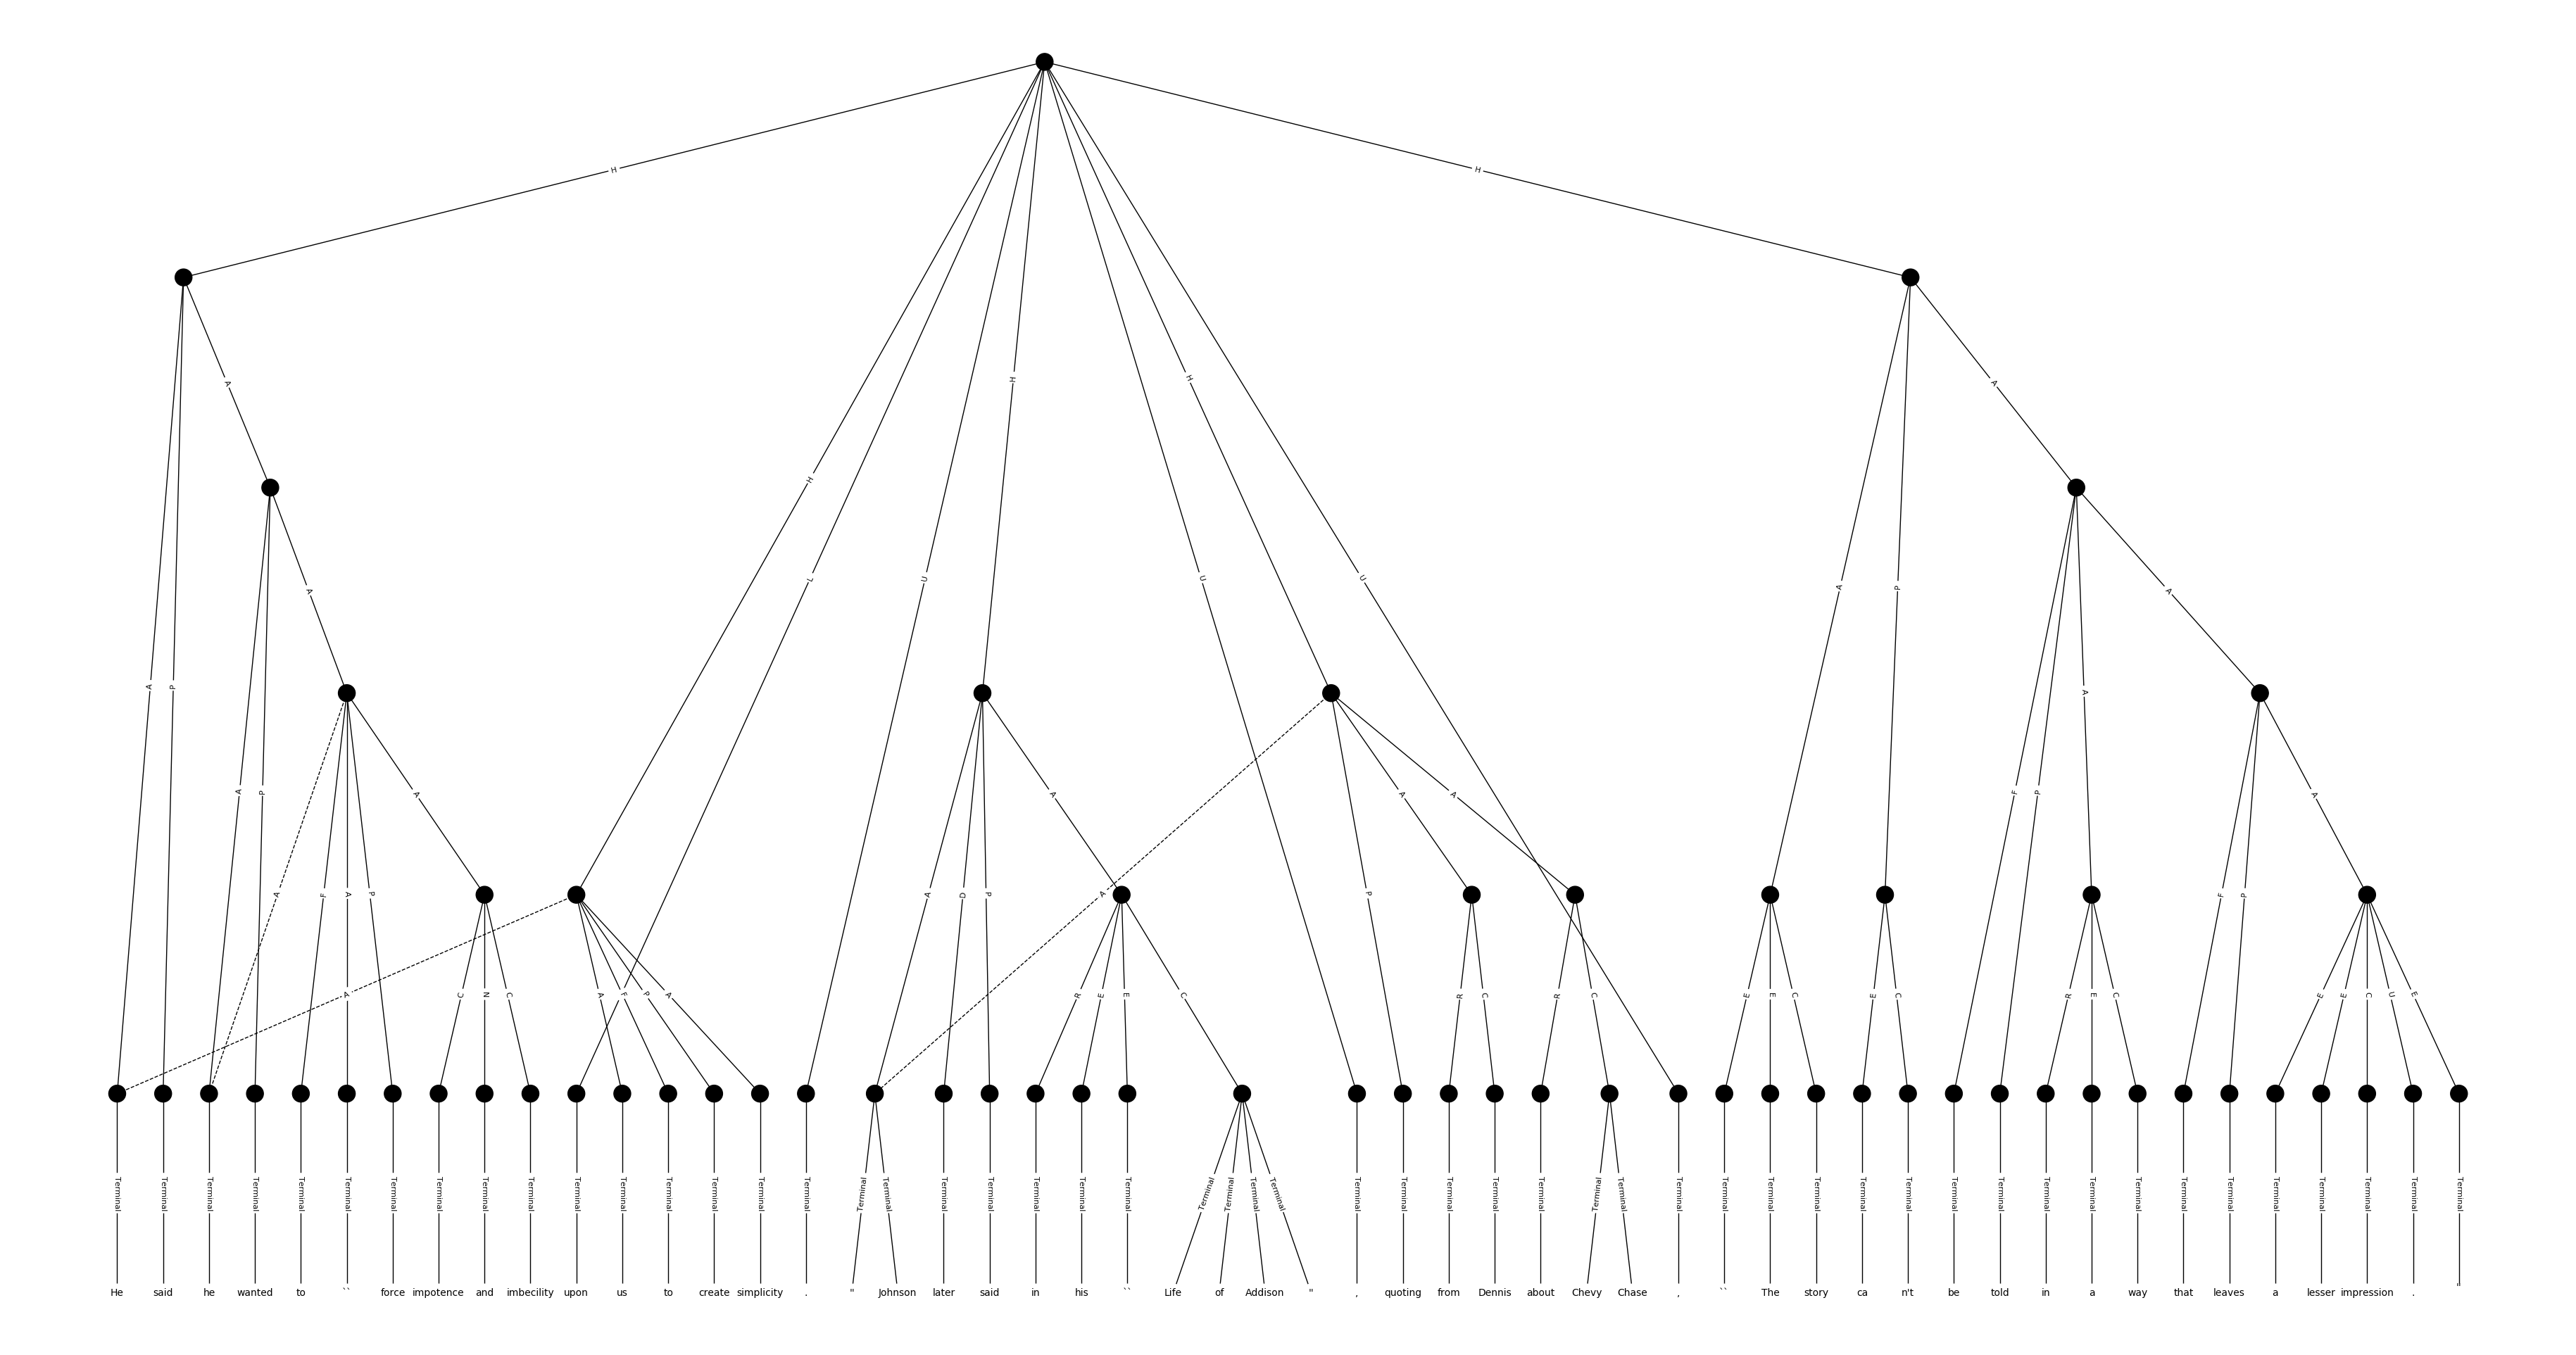 H H
H H
A H
A
H
L U U U
A P
A A A
P
A P F P A A
A A A P
A F A P A D P A P F P
A C N C A F P A R E E C R C R C E E C E C R E C E E C U E
Terminal Terminal Terminal Terminal Terminal Terminal Terminal Terminal Terminal Terminal Terminal Terminal Terminal Terminal Terminal Terminal Terminal Terminal Terminal Terminal Terminal Terminal Terminal Terminal Terminal Terminal Terminal Terminal Terminal Terminal Terminal Terminal Terminal Terminal Terminal Terminal Terminal Terminal Terminal Terminal Terminal Terminal Terminal Terminal Terminal Terminal Terminal Terminal Terminal Terminal Terminal Terminal
He said he wanted to `` force impotence and imbecility upon us to create simplicity . " Johnson later said in his `` Life of Addison " , quoting from Dennis about Chevy Chase , `` The story ca n't be told in a way that leaves a lesser impression . "